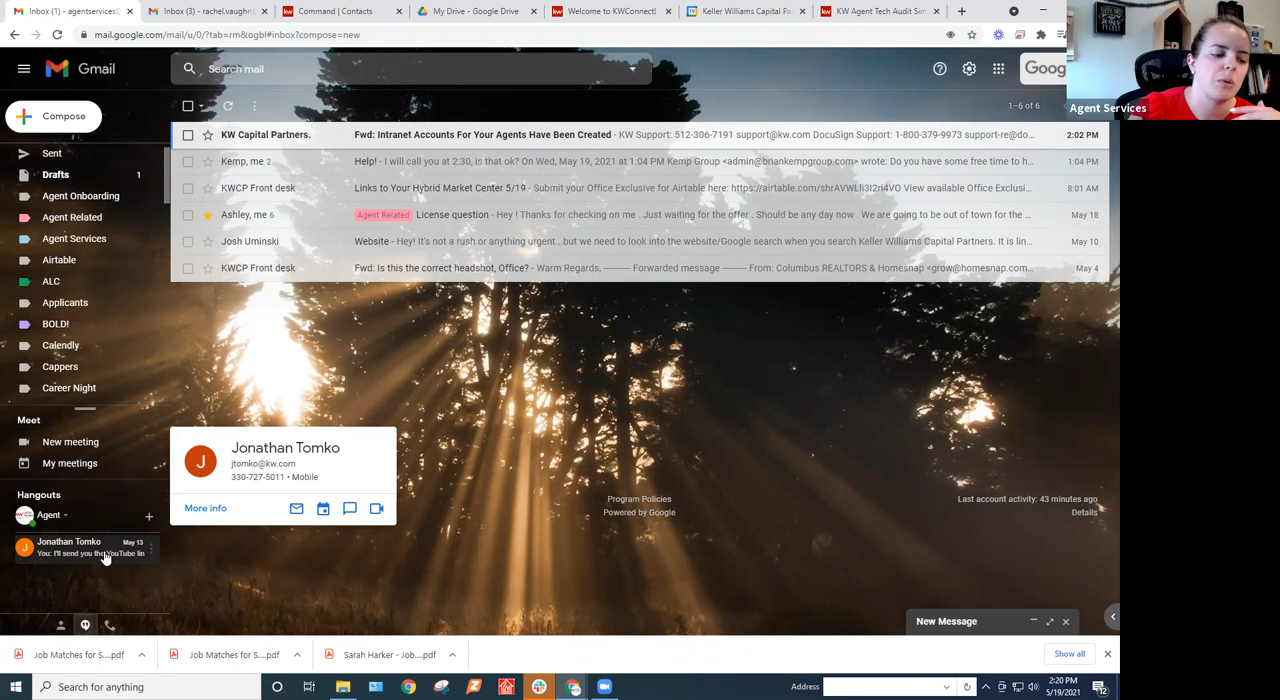 Inbox (1) - agentservices@
Inbox (3) - rachel.vaughn
Command | Contacts
My Drive - Google Drive
Welcome to KWConnect!
Keller Williams Capital Pa
KW Agent Tech Audit Sim
mail.google.com/mail/u/0/?tab=rm&ogbl#inbox?compose=new
Gmail
Search mail
Goog
Agent Services
Compose
1–6 of 6
Sent
Drafts 1
Agent Onboarding
Agent Related
Agent Services
Airtable
ALC
Applicants
BOLD!
Calendly
Cappers
Career Night
KW Capital Partners. Fwd: Intranet Accounts For Your Agents Have Been Created - KW Support: 512-306-7191 support@kw.com DocuSign Support: 1-800-379-9973 support-re@do... 2:02 PM
Kemp, me 2 Help! - I will call you at 2:30, is that ok? On Wed, May 19, 2021 at 1:04 PM Kemp Group <admin@briankempgroup.com> wrote: Do you have some free time to h... 1:04 PM
KWCP Front desk Links to Your Hybrid Market Center 5/19 - Submit your Office Exclusive for Airtable here: View available Office Exclusi... 8:01 AM
Ashley, me 6 Agent Related License question - Hey ! Thanks for checking on me . Just waiting for the offer . Should be any day now . We are going to be out of town for the ... May 18
Josh Uminski Website - Hey! It's not a rush or anything urgent...but we need to look into the website/Google search when you search Keller Williams Capital Partners. It is lin... May 10
KWCP Front desk Fwd: Is this the correct headshot, Office? - Warm Regards, ---------- Forwarded message --------- From: Columbus REALTORS & Homesnap <grow@homesnap.com... May 4
Meet
New meeting
My meetings
Hangouts
Agent
Jonathan Tomko May 13
You: I'll send you the YouTube lin
Jonathan Tomko
jtomko@kw.com
330-727-5011 • Mobile
More info
Program Policies
Powered by Google
Last account activity: 43 minutes ago
Details
New Message
Job Matches for S....pdf
Job Matches for S....pdf
Sarah Harker - Job....pdf
Show all
Search for anything
Address
2:20 PM
5/19/2021
12